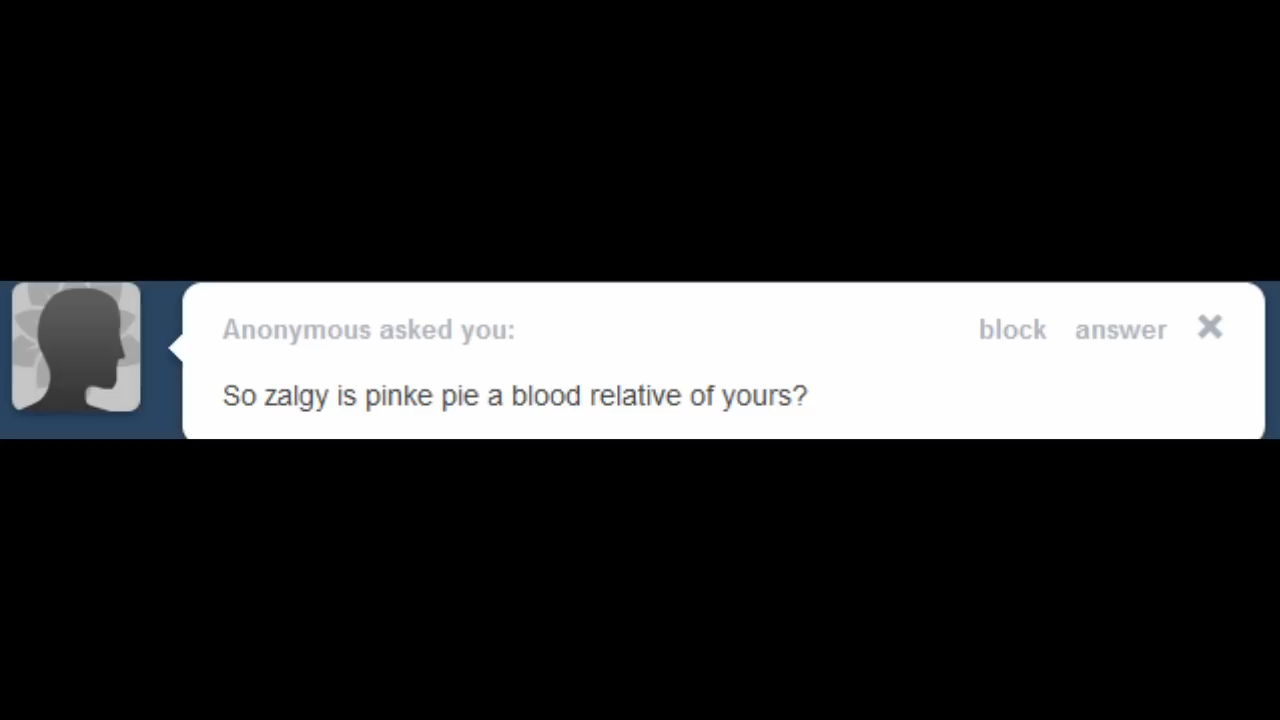 Anonymous asked you: block answer ×
So zalgy is pinke pie a blood relative of yours?